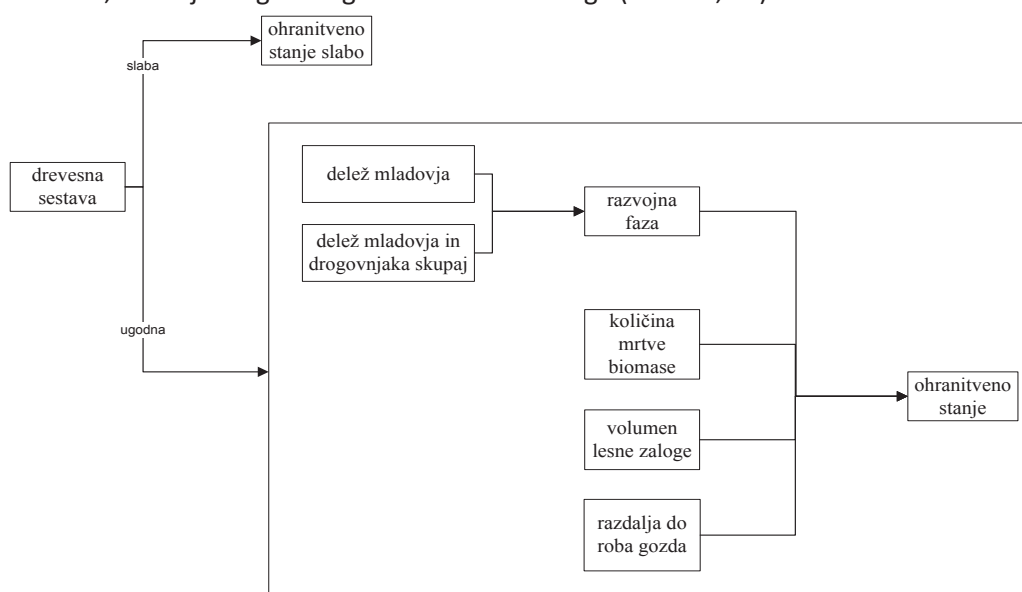 ohranitveno
stanje slabo
slaba
drevesna
sestava
ugodna
delež mladovja
delež mladovja in
drogovnjaka skupaj
razvojna
faza
količina
mrtve
biomase
volumen
lesne zaloge
razdalja do
roba gozda
ohranitveno
stanje